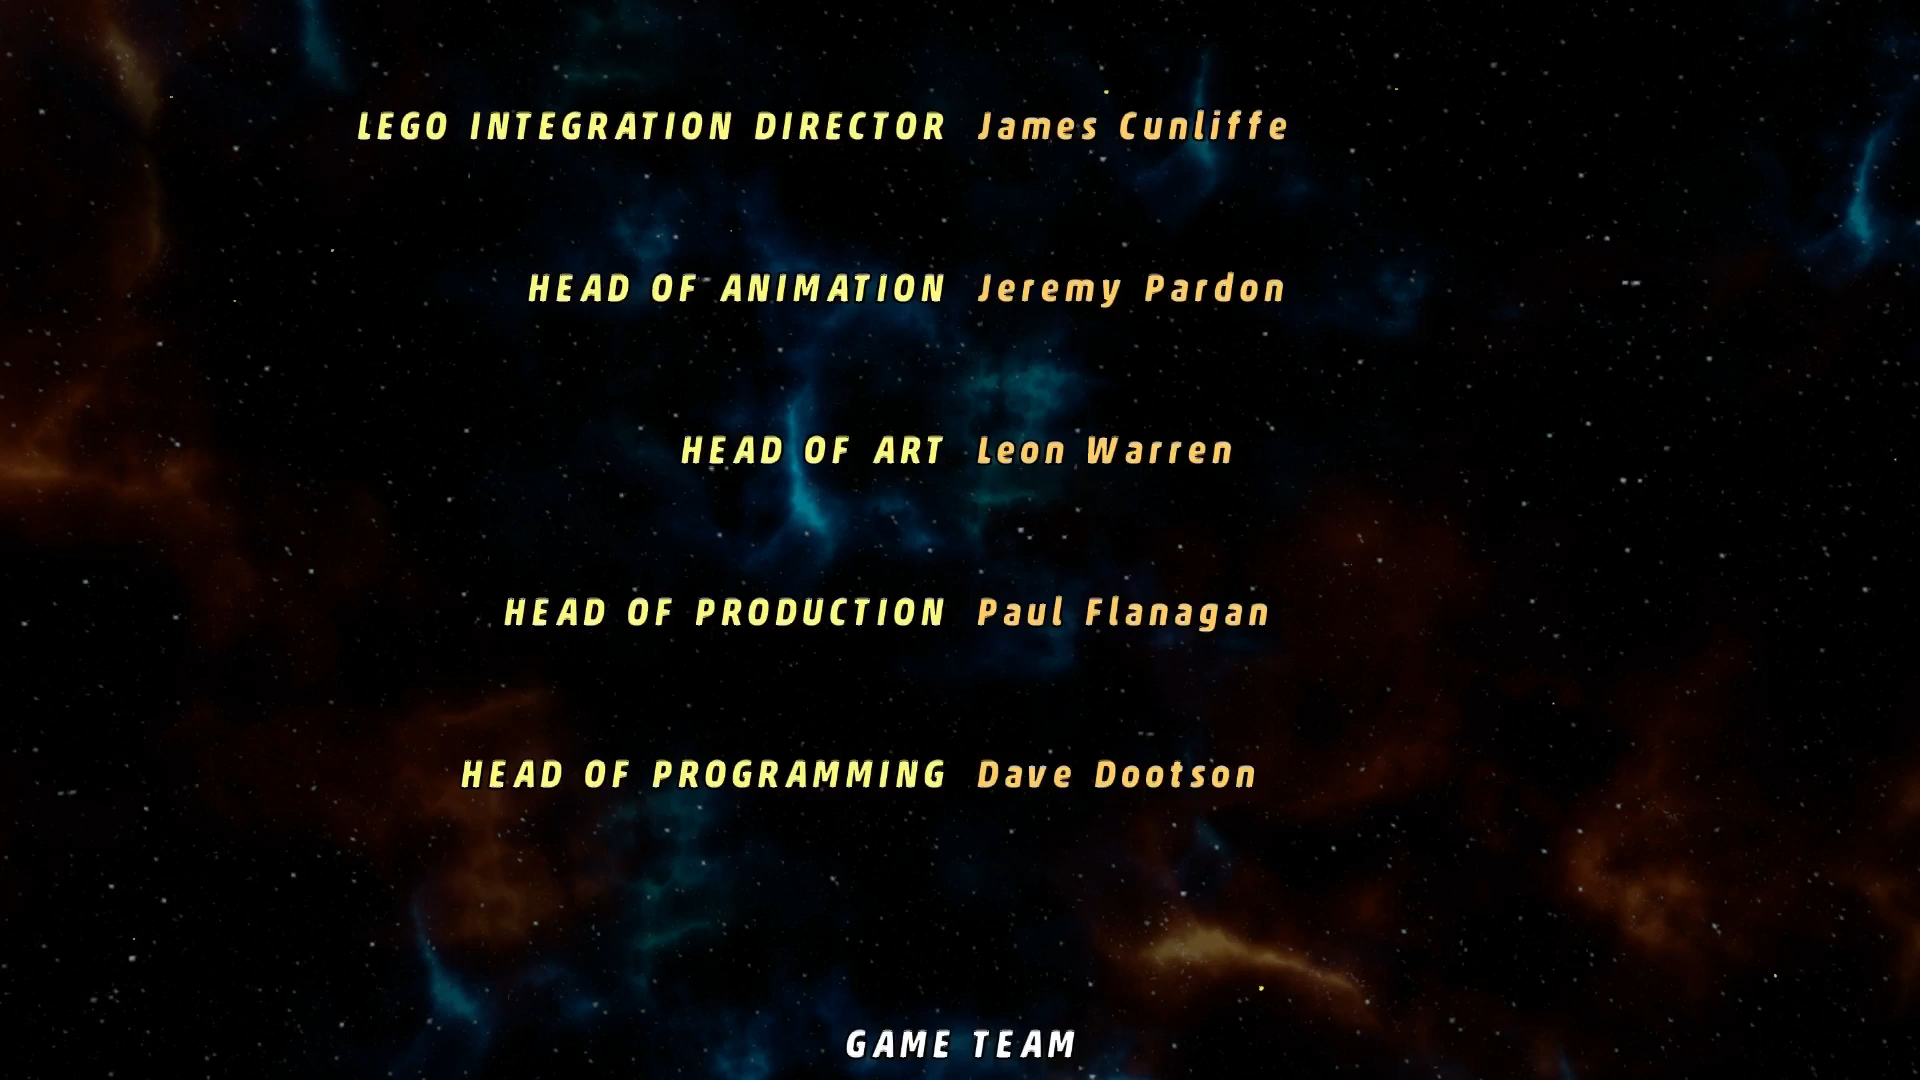 LEGO INTEGRATION DIRECTOR James Cunliffe
HEAD OF ANIMATION Jeremy Pardon
HEAD OF ART Leon Warren
HEAD OF PRODUCTION Paul Flanagan
HEAD OF PROGRAMMING Dave Dootson
GAME TEAM